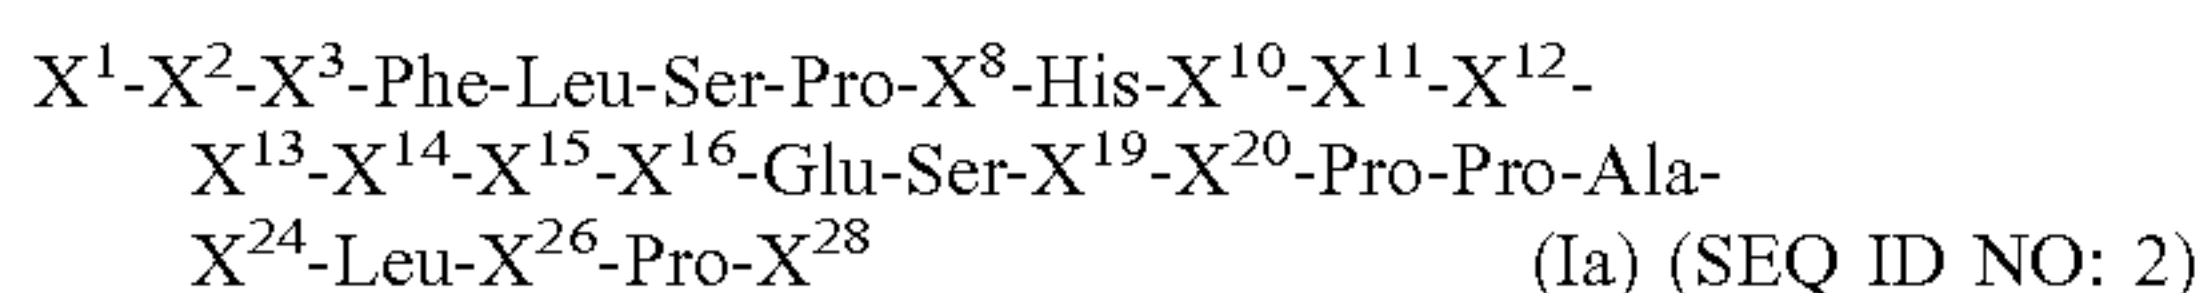 X¹-X²-X³-Phe-Leu-Ser-Pro-X⁸-His-X¹⁰-X¹¹-X¹²-
X¹³-X¹⁴-X¹⁵-X¹⁶-Glu-Ser-X¹⁹-X²⁰-Pro-Pro-Ala-
X²⁴-Leu-X²⁶-Pro-X²⁸ (Ia) (SEQ ID NO: 2)